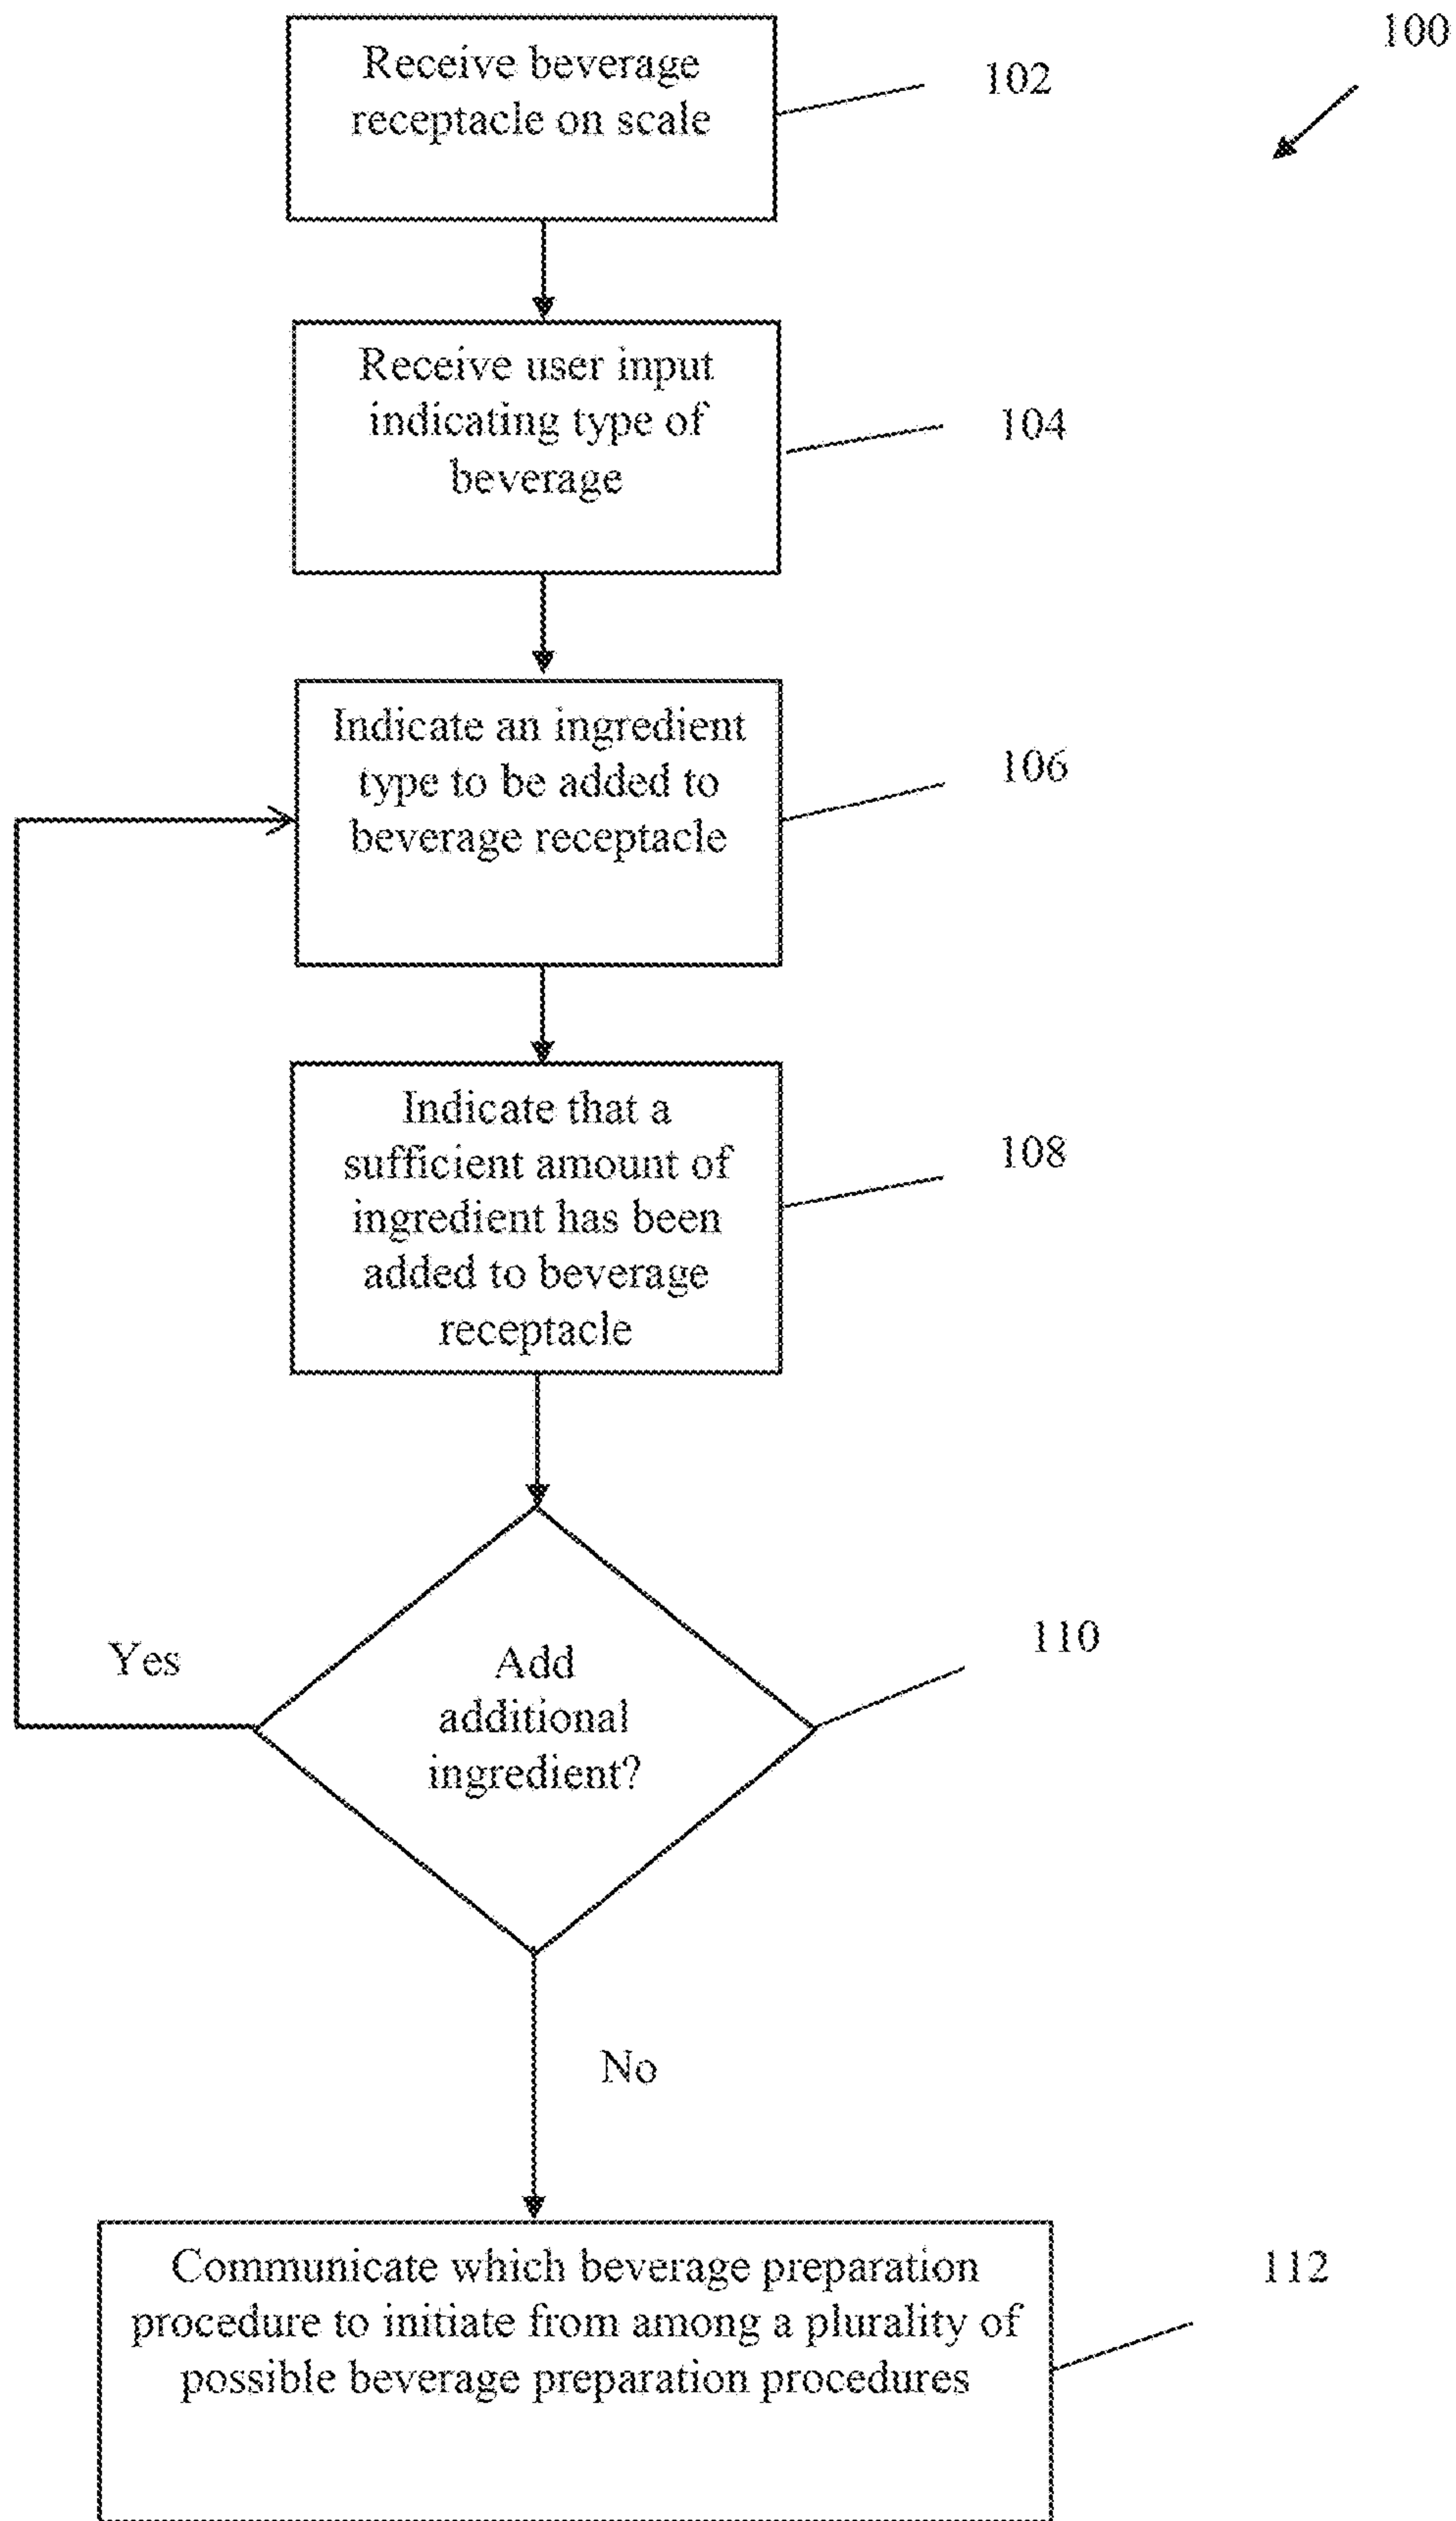 100
Receive beverage
receptacle on scale
102
Receive user input
indicating type of
beverage
104
Indicate an ingredient
type to be added to
beverage receptacle
106
Indicate that a
sufficient amount of
ingredient has been
added to beverage
receptacle
108
Add
additional
ingredient?
110
Yes
No
Communicate which beverage preparation
procedure to initiate from among a plurality of
possible beverage preparation procedures
112